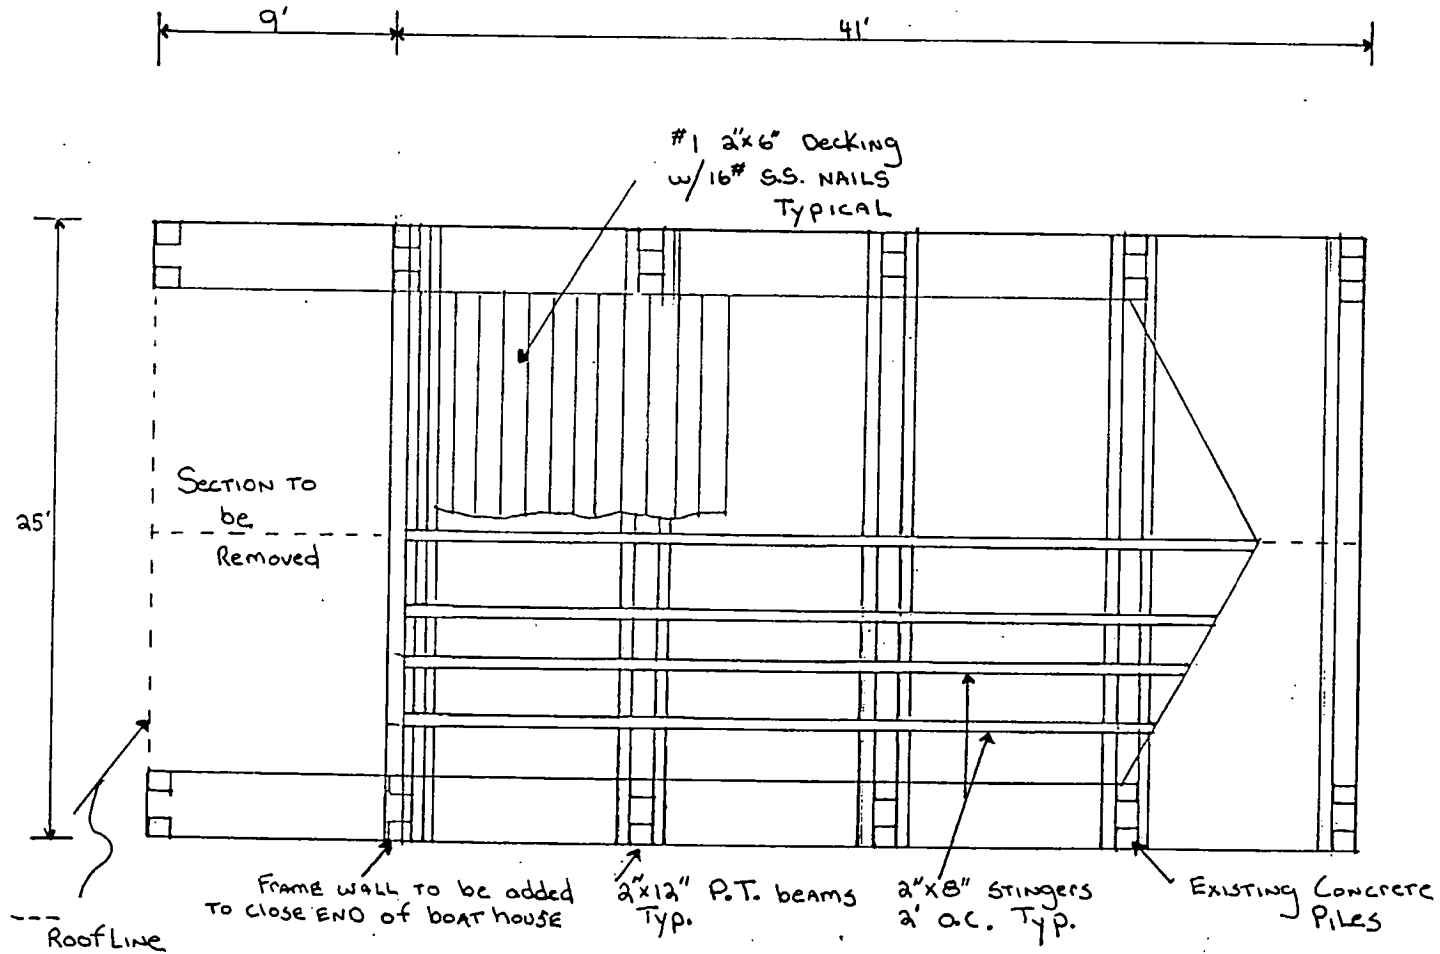 9'
41'
#1 2"x6" Decking
w/16# S.S. NAILS
TYPICAL
SECTION TO
be
Removed
25'
FRAME WALL TO be added
TO CLOSE END of boAT house
2"x12" P.T. beams
Typ.
2"x8" STINGERS
2' o.c. Typ.
EXISTING CONCRETE
PILES
Roof LINE